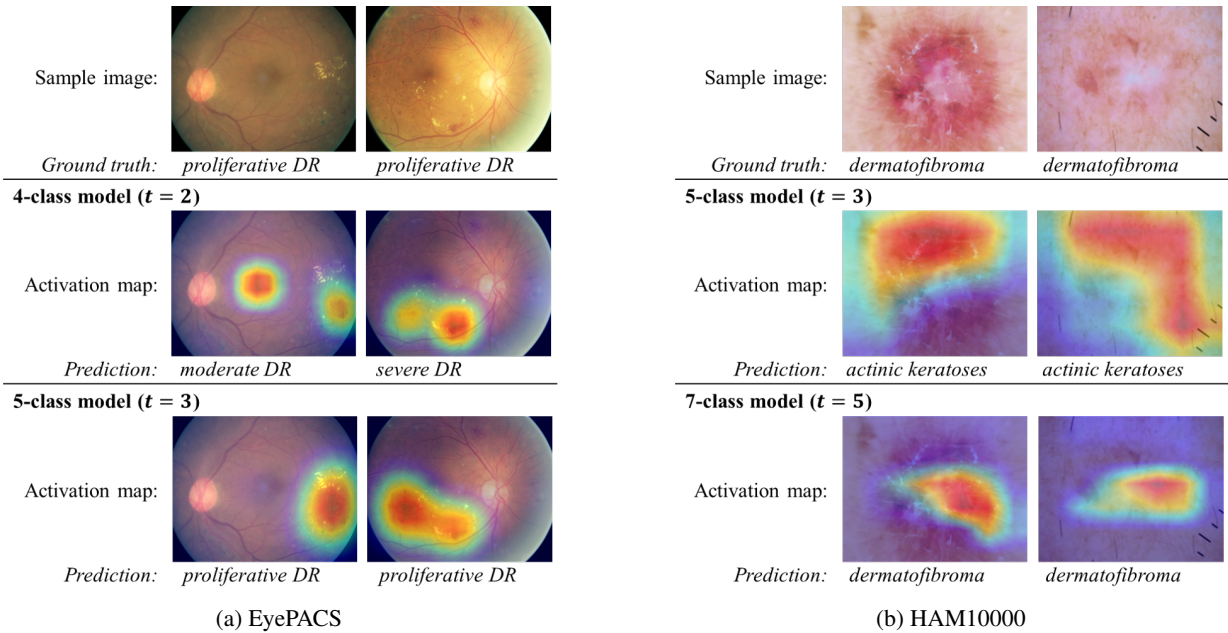 Sample image:
Ground truth: proliferative DR proliferative DR
4-class model (t = 2)
Activation map:
Prediction: moderate DR severe DR
5-class model (t = 3)
Activation map:
Prediction: proliferative DR proliferative DR
(a) EyePACS
Sample image:
Ground truth: dermatofibroma dermatofibroma
5-class model (t = 3)
Activation map:
Prediction: actinic keratoses actinic keratoses
7-class model (t = 5)
Activation map:
Prediction: dermatofibroma dermatofibroma
(b) HAM10000